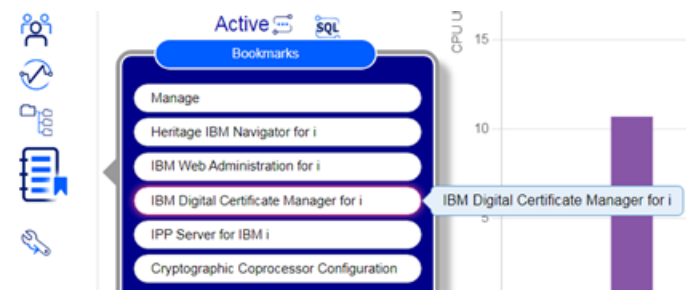 Active
SQL
Bookmarks
Manage
Heritage IBM Navigator for i
IBM Web Administration for i
IBM Digital Certificate Manager for i
IPP Server for IBM i
Cryptographic Coprocessor Configuration
IBM Digital Certificate Manager for i
CPU U
15
10
5